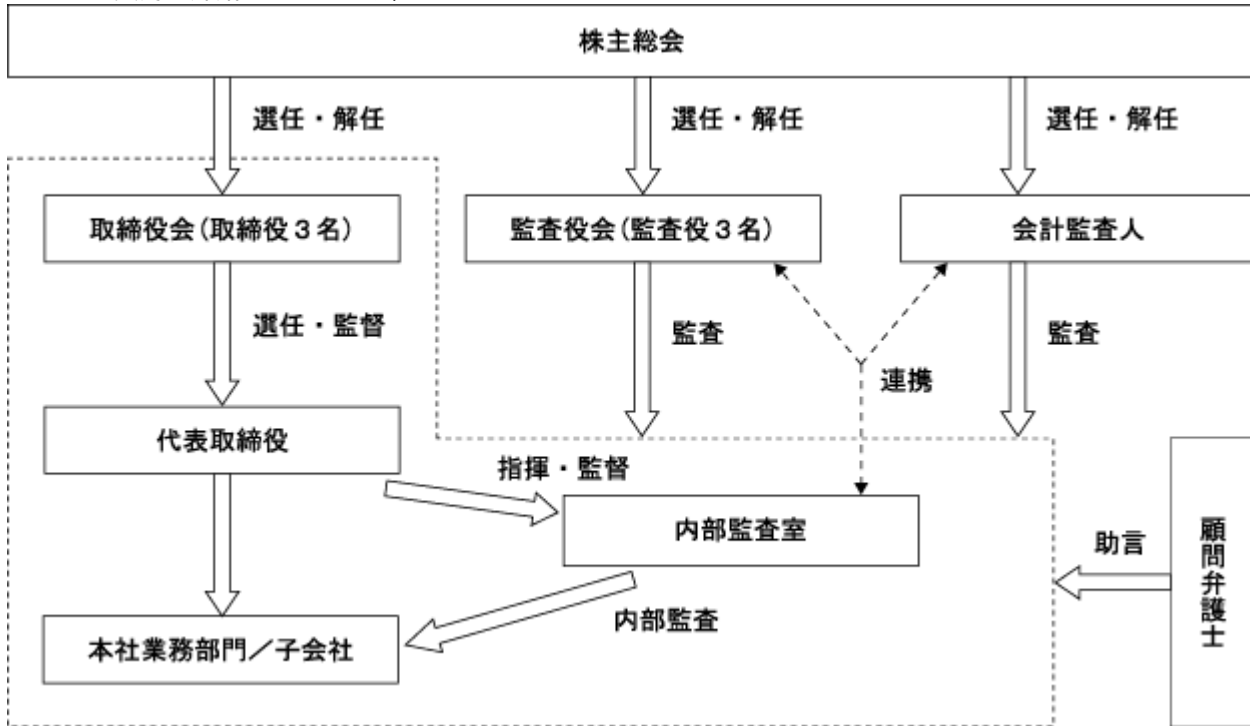 株主総会
選任・解任
選任・解任
選任・解任
取締役会(取締役3名)
監査役会(監査役3名)
会計監査人
選任・監督
監査
監査
連携
代表取締役
指揮・監督
内部監査室
助言
顧問弁護士
内部監査
本社業務部門/子会社